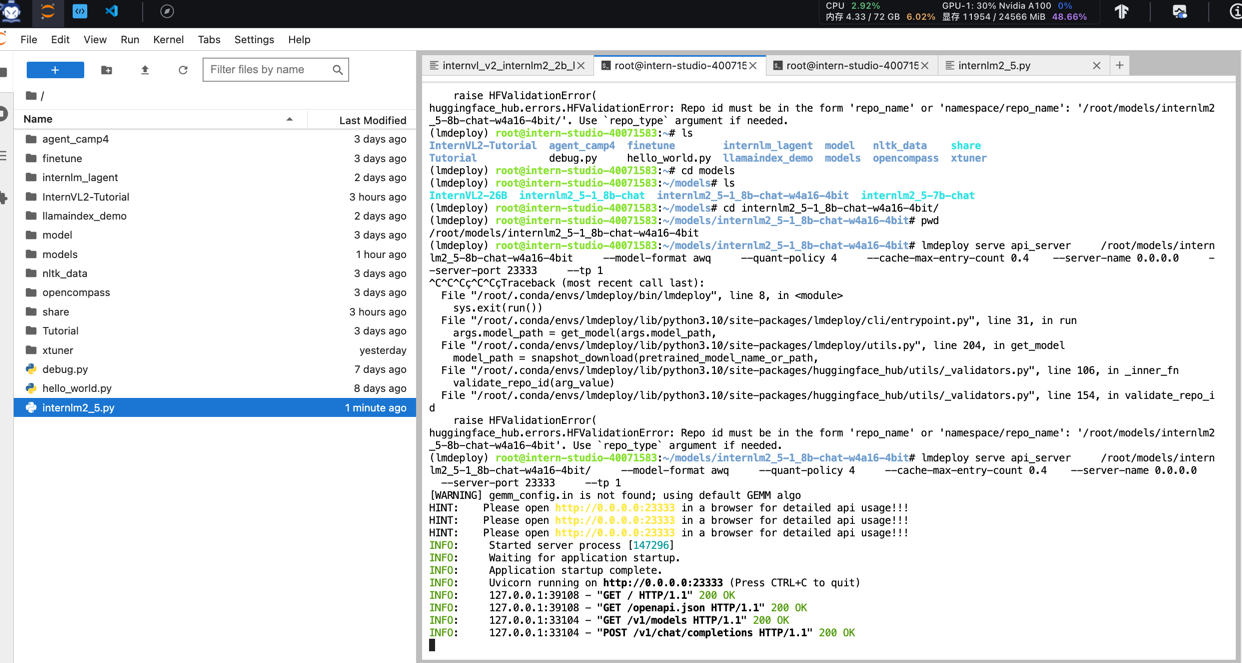 CPU 2.92%
GPU-1: 30% Nvidia A100 0%
内存 4.33 / 72 GB 6.02%
显存 11954 / 24566 MiB 48.66%
File Edit View Run Kernel Tabs Settings Help
+
Filter files by name
/
Name Last Modified
agent_camp4 3 days ago
finetune 3 days ago
internlm_lagent 2 days ago
InternVL2-Tutorial 3 hours ago
llamaindex_demo 2 days ago
model 3 days ago
models 1 hour ago
nltk_data 3 days ago
opencompass 3 days ago
share 3 hours ago
Tutorial 3 days ago
xtuner yesterday
debug.py 7 days ago
hello_world.py 8 days ago
internlm2_5.py 1 minute ago
internvl_v2_internlm2_2b_l × root@intern-studio-400715 × root@intern-studio-400715 × internlm2_5.py × +
    raise HFValidationError(
huggingface_hub.errors.HFValidationError: Repo id must be in the form 'repo_name' or 'namespace/repo_name': '/root/models/internlm2
_5-8b-chat-w4a16-4bit/'. Use `repo_type` argument if needed.
(lmdeploy) root@intern-studio-40071583:~# ls
InternVL2-Tutorial  agent_camp4  finetune        internlm_lagent  model   nltk_data    share
Tutorial            debug.py     hello_world.py  llamaindex_demo  models  opencompass  xtuner
(lmdeploy) root@intern-studio-40071583:~# cd models
(lmdeploy) root@intern-studio-40071583:~/models# ls
InternVL2-26B  internlm2_5-1_8b-chat  internlm2_5-1_8b-chat-w4a16-4bit  internlm2_5-7b-chat
(lmdeploy) root@intern-studio-40071583:~/models# cd internlm2_5-1_8b-chat-w4a16-4bit/
(lmdeploy) root@intern-studio-40071583:~/models/internlm2_5-1_8b-chat-w4a16-4bit# pwd
/root/models/internlm2_5-1_8b-chat-w4a16-4bit
(lmdeploy) root@intern-studio-40071583:~/models/internlm2_5-1_8b-chat-w4a16-4bit# lmdeploy serve api_server     /root/models/intern
lm2_5-8b-chat-w4a16-4bit     --model-format awq     --quant-policy 4     --cache-max-entry-count 0.4    --server-name 0.0.0.0     -
-server-port 23333     --tp 1
^C^C^Cç^C^CçTraceback (most recent call last):
  File "/root/.conda/envs/lmdeploy/bin/lmdeploy", line 8, in <module>
    sys.exit(run())
  File "/root/.conda/envs/lmdeploy/lib/python3.10/site-packages/lmdeploy/cli/entrypoint.py", line 31, in run
    args.model_path = get_model(args.model_path,
  File "/root/.conda/envs/lmdeploy/lib/python3.10/site-packages/lmdeploy/utils.py", line 204, in get_model
    model_path = snapshot_download(pretrained_model_name_or_path,
  File "/root/.conda/envs/lmdeploy/lib/python3.10/site-packages/huggingface_hub/utils/_validators.py", line 106, in _inner_fn
    validate_repo_id(arg_value)
  File "/root/.conda/envs/lmdeploy/lib/python3.10/site-packages/huggingface_hub/utils/_validators.py", line 154, in validate_repo_i
d
    raise HFValidationError(
huggingface_hub.errors.HFValidationError: Repo id must be in the form 'repo_name' or 'namespace/repo_name': '/root/models/internlm2
_5-8b-chat-w4a16-4bit'. Use `repo_type` argument if needed.
(lmdeploy) root@intern-studio-40071583:~/models/internlm2_5-1_8b-chat-w4a16-4bit# lmdeploy serve api_server     /root/models/intern
lm2_5-1_8b-chat-w4a16-4bit/     --model-format awq     --quant-policy 4     --cache-max-entry-count 0.4    --server-name 0.0.0.0
  --server-port 23333     --tp 1
[WARNING] gemm_config.in is not found; using default GEMM algo
HINT:    Please open http://0.0.0.0:23333 in a browser for detailed api usage!!!
HINT:    Please open http://0.0.0.0:23333 in a browser for detailed api usage!!!
HINT:    Please open http://0.0.0.0:23333 in a browser for detailed api usage!!!
INFO:     Started server process [147296]
INFO:     Waiting for application startup.
INFO:     Application startup complete.
INFO:     Uvicorn running on http://0.0.0.0:23333 (Press CTRL+C to quit)
INFO:     127.0.0.1:39108 - "GET / HTTP/1.1" 200 OK
INFO:     127.0.0.1:39108 - "GET /openapi.json HTTP/1.1" 200 OK
INFO:     127.0.0.1:33104 - "GET /v1/models HTTP/1.1" 200 OK
INFO:     127.0.0.1:33104 - "POST /v1/chat/completions HTTP/1.1" 200 OK